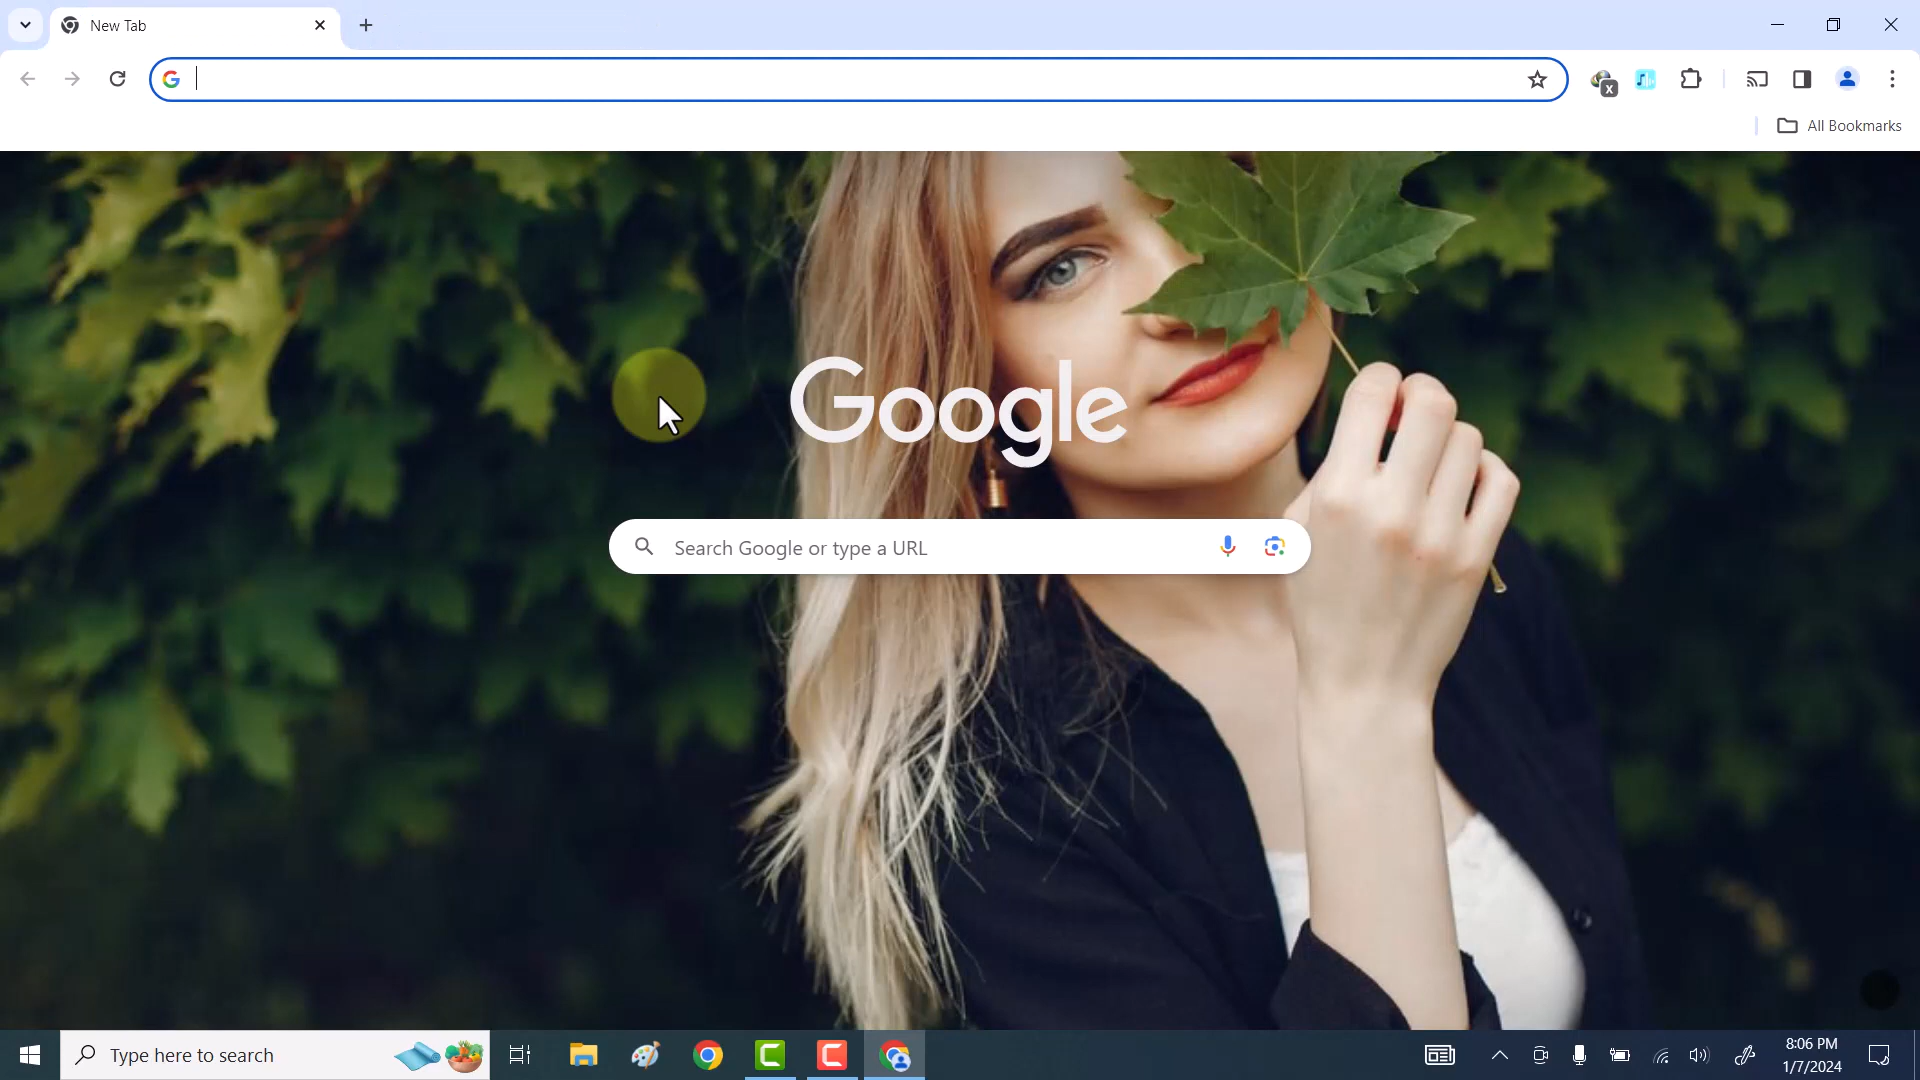 New Tab
All Bookmarks
Google
Search Google or type a URL
Type here to search
8:06 PM
1/7/2024